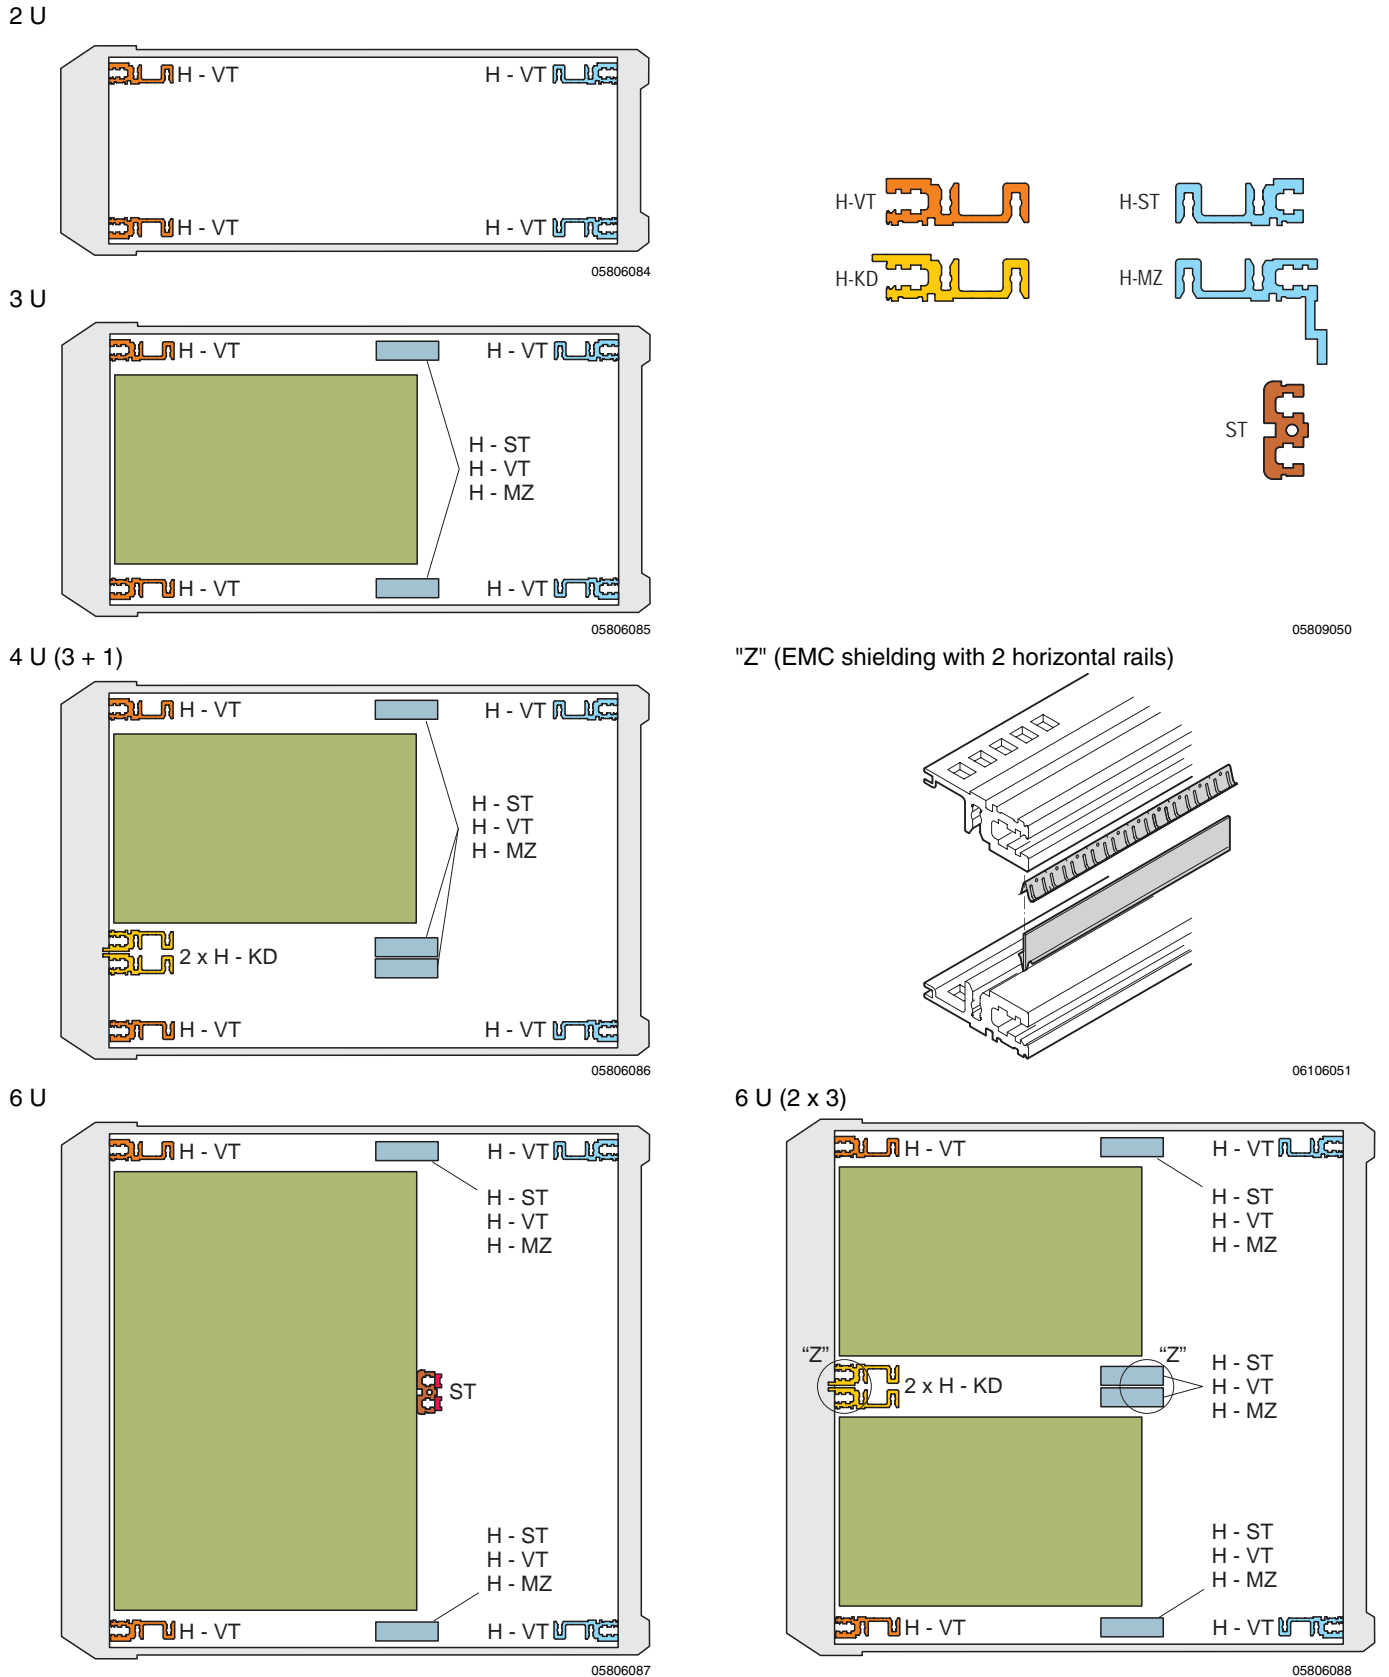 2 U
H - VT
H - VT
H - VT
H - VT
05806084
3 U
H - VT
H - VT
H - ST
H - VT
H - MZ
H - VT
H - VT
05806085
H-VT
H-ST
H-KD
H-MZ
ST
05809050
4 U (3 + 1)
H - VT
H - VT
H - ST
H - VT
H - MZ
2 x H - KD
H - VT
H - VT
05806086
"Z" (EMC shielding with 2 horizontal rails)
06106051
6 U
H - VT
H - VT
H - ST
H - VT
H - MZ
ST
H - ST
H - VT
H - MZ
H - VT
H - VT
05806087
6 U (2 x 3)
H - VT
H - VT
H - ST
H - VT
H - MZ
“Z”
“Z”
2 x H - KD
H - ST
H - VT
H - MZ
H - ST
H - VT
H - MZ
H - VT
H - VT
05806088